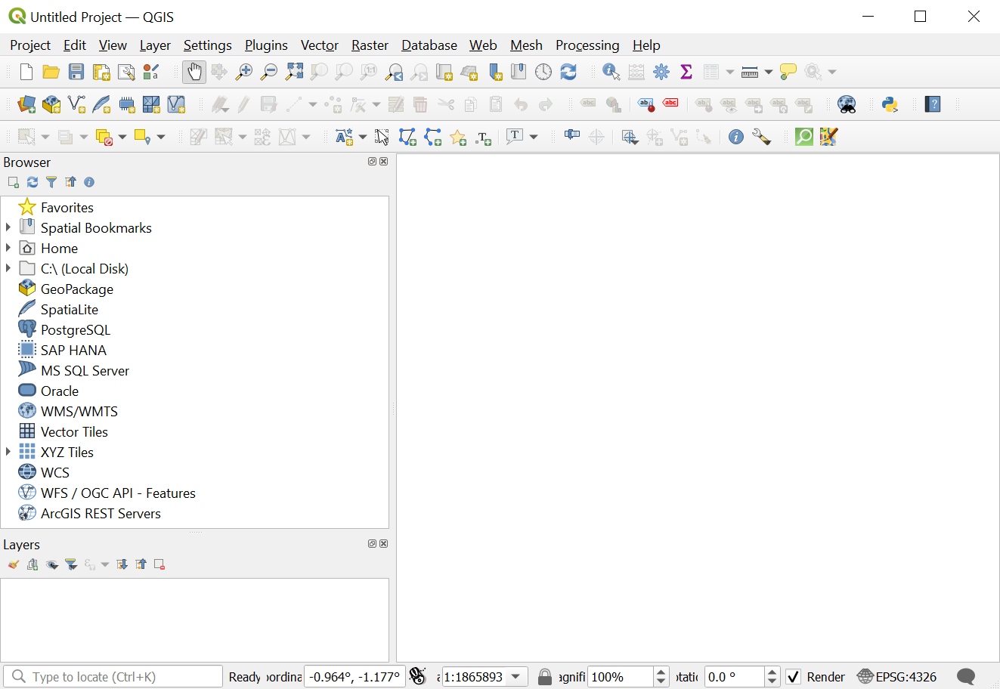 Untitled Project — QGIS
Project Edit View Layer Settings Plugins Vector Raster Database Web Mesh Processing Help
Browser
Favorites
Spatial Bookmarks
Home
C:\ (Local Disk)
GeoPackage
SpatiaLite
PostgreSQL
SAP HANA
MS SQL Server
Oracle
WMS/WMTS
Vector Tiles
XYZ Tiles
WCS
WFS / OGC API - Features
ArcGIS REST Servers
Layers
Type to locate (Ctrl+K) Ready -0.964°, -1.177° 1:1865893 100% 0.0 ° Render EPSG:4326